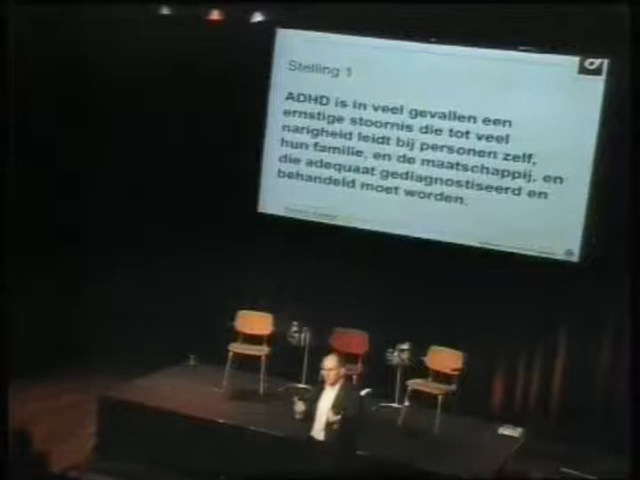 Stelling 1
ADHD is in veel gevallen een
ernstige stoornis die tot veel
narigheid leidt bij personen zelf,
hun familie, en de maatschappij, en
die adequaat gediagnostiseerd en
behandeld moet worden.